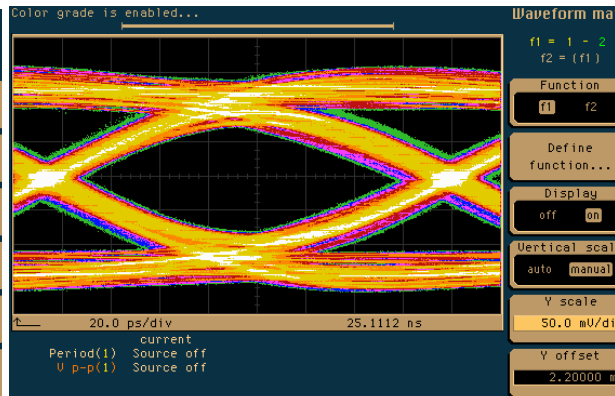 Color grade is enabled...
Waveform ma
f1 = 1 - 2
f2 = (f1)
Function
f1 f2
Define
function...
Display
off on
Vertical scal
auto manual
Y scale
50.0 mV/di
Y offset
2.20000 m
20.0 ps/div 25.1112 ns
current
Period(1) Source off
V p-p(1) Source off